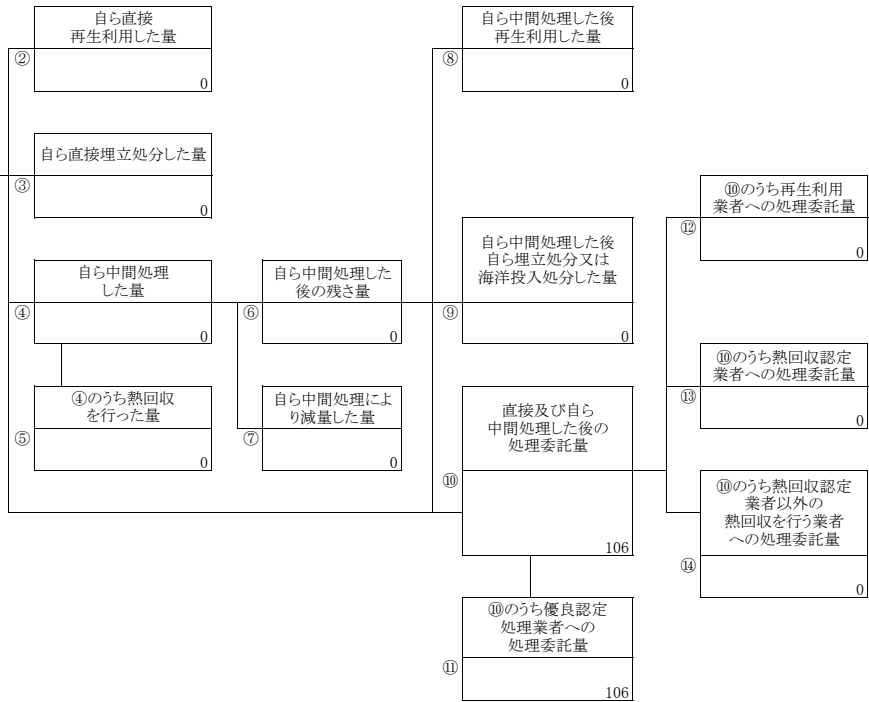 自ら直接
再生利用した量
②
0
自ら直接埋立処分した量
③
0
自ら中間処理
した量
④
0
④のうち熱回収
を行った量
⑤
0
自ら中間処理した
後の残さ量
⑥
0
自ら中間処理によ
り減量した量
⑦
0
自ら中間処理した後
再生利用した量
⑧
0
自ら中間処理した後
自ら埋立処分又は
海洋投入処分した量
⑨
0
直接及び自ら
中間処理した後の
処理委託量
⑩
106
⑩のうち優良認定
処理業者への
処理委託量
⑪
106
⑩のうち再生利用
業者への処理委託量
⑫
0
⑩のうち熱回収認定
業者への処理委託量
⑬
0
⑩のうち熱回収認定
業者以外の
熱回収を行う業者
への処理委託量
⑭
0